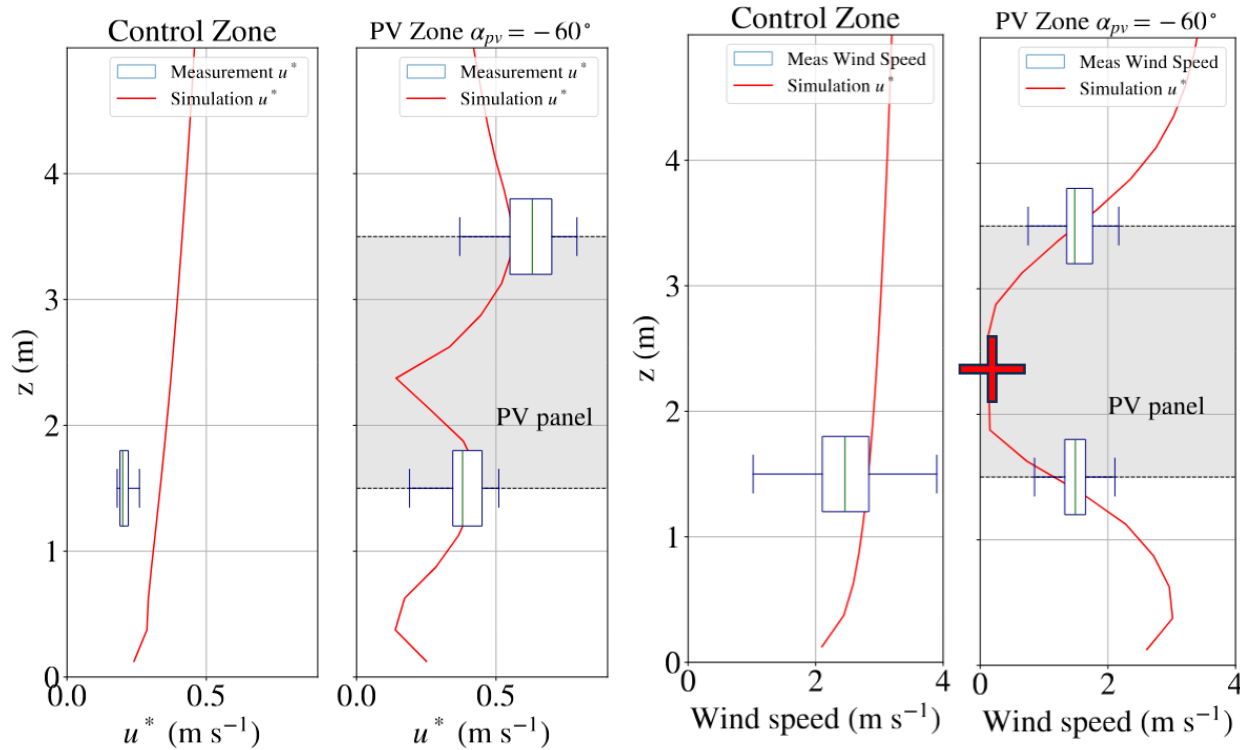 Control Zone
Measurement u*
Simulation u*
z (m)
4
3
2
1
0.0
0.5
u* (m s⁻¹)
PV Zone α_pv = −60°
Measurement u*
Simulation u*
PV panel
0.0
0.5
u* (m s⁻¹)
Control Zone
Meas Wind Speed
Simulation u*
z (m)
4
3
2
1
0
2
4
Wind speed (m s⁻¹)
PV Zone α_pv = −60°
Meas Wind Speed
Simulation u*
PV panel
0
2
4
Wind speed (m s⁻¹)